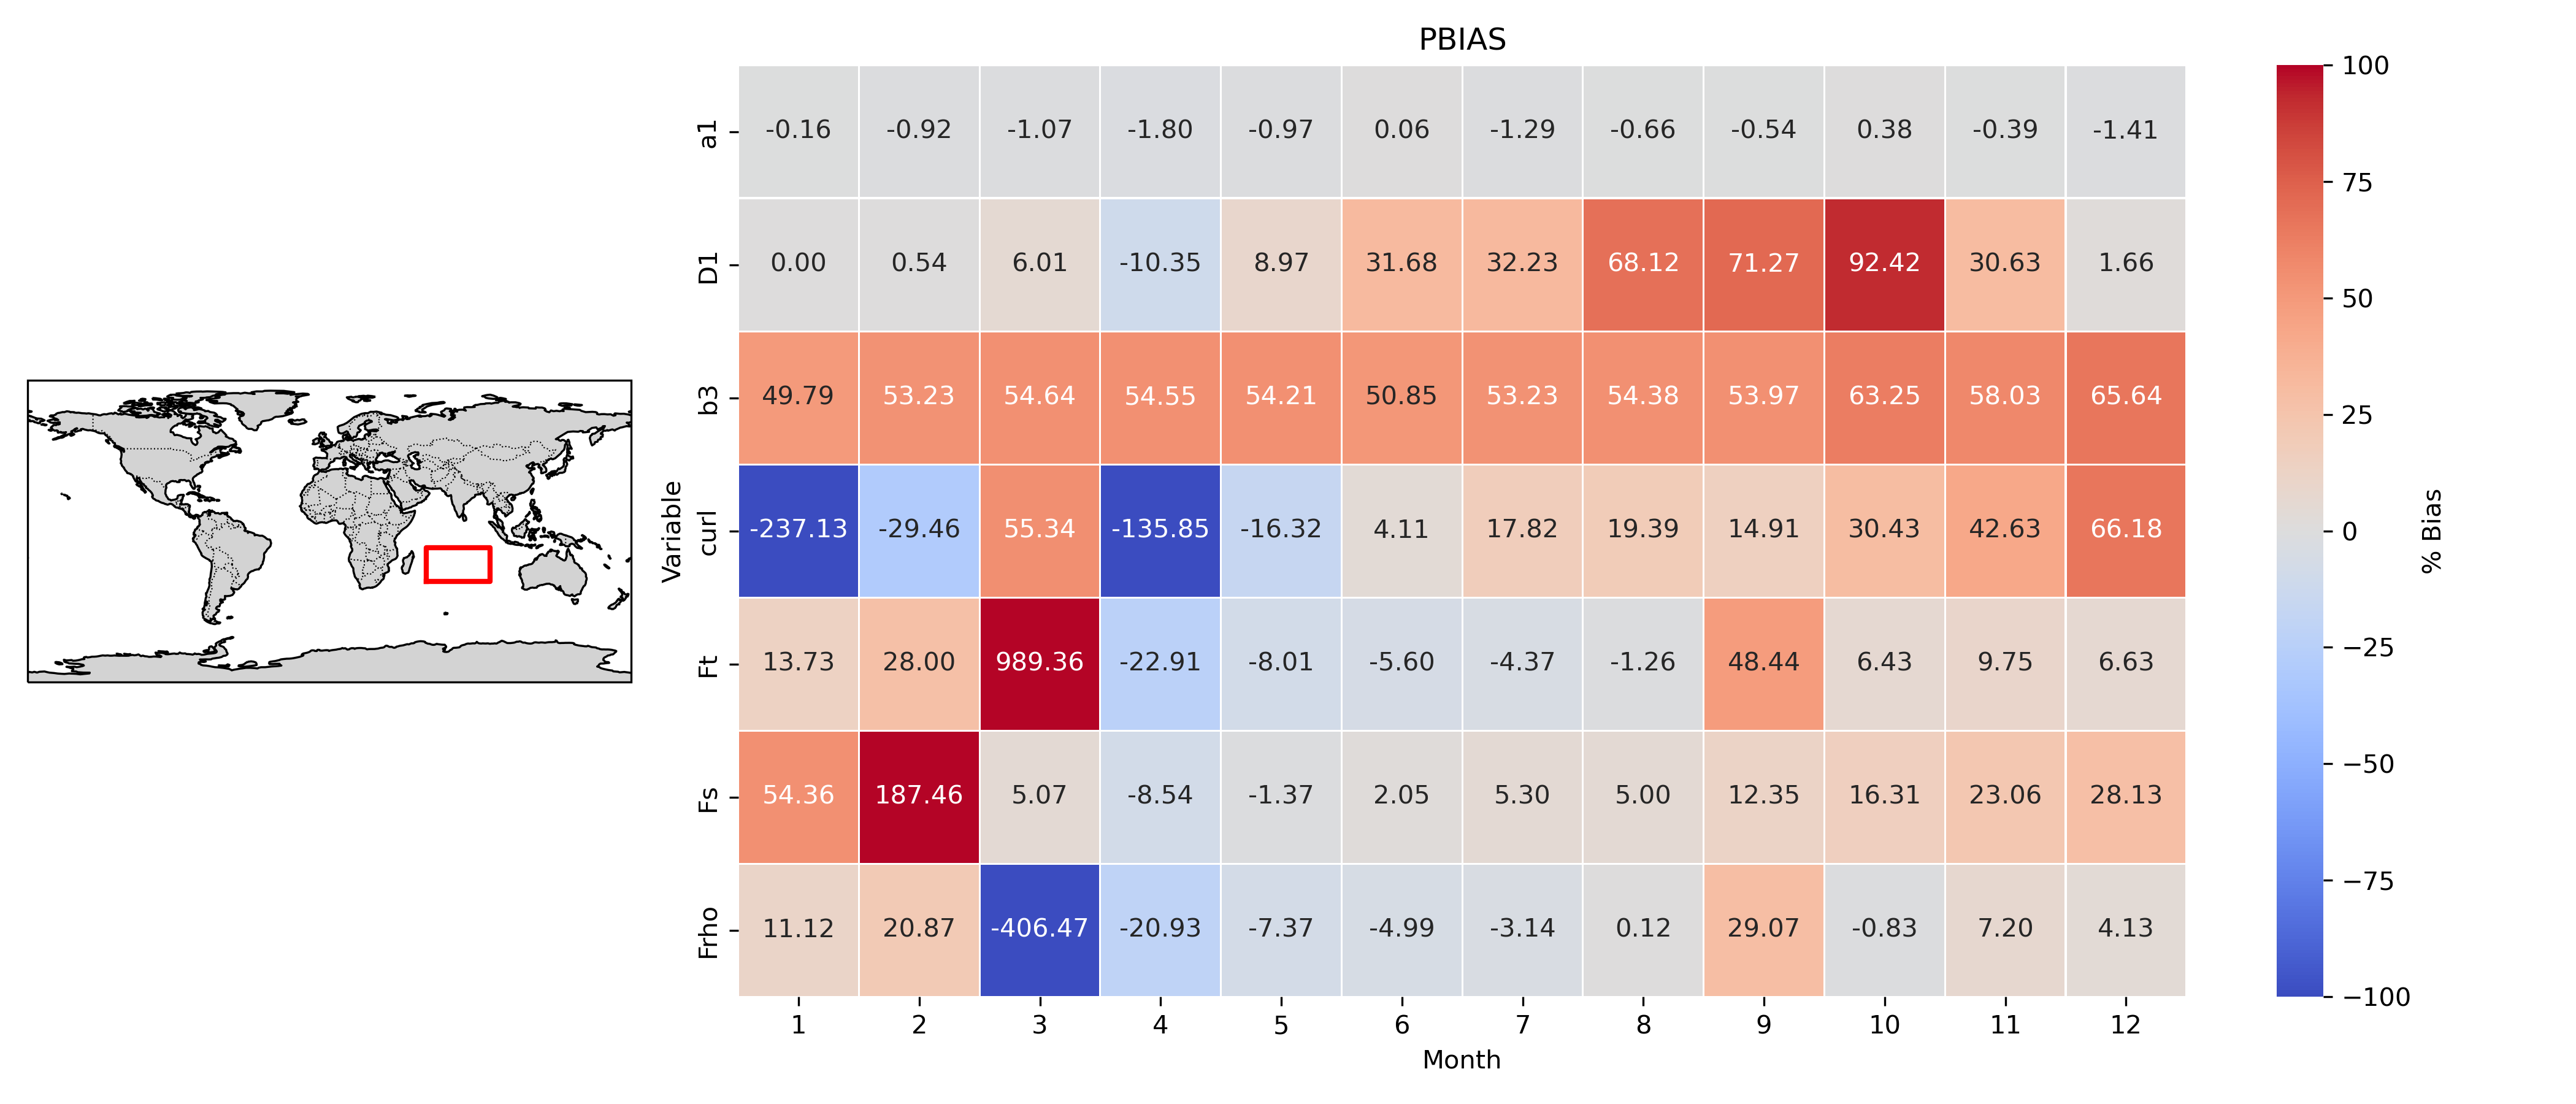 PBIAS
Variable
a1 -0.16 -0.92 -1.07 -1.80 -0.97 0.06 -1.29 -0.66 -0.54 0.38 -0.39 -1.41
D1 0.00 0.54 6.01 -10.35 8.97 31.68 32.23 68.12 71.27 92.42 30.63 1.66
b3 49.79 53.23 54.64 54.55 54.21 50.85 53.23 54.38 53.97 63.25 58.03 65.64
curl -237.13 -29.46 55.34 -135.85 -16.32 4.11 17.82 19.39 14.91 30.43 42.63 66.18
Ft 13.73 28.00 989.36 -22.91 -8.01 -5.60 -4.37 -1.26 48.44 6.43 9.75 6.63
Fs 54.36 187.46 5.07 -8.54 -1.37 2.05 5.30 5.00 12.35 16.31 23.06 28.13
Frho 11.12 20.87 -406.47 -20.93 -7.37 -4.99 -3.14 0.12 29.07 -0.83 7.20 4.13
1 2 3 4 5 6 7 8 9 10 11 12
Month
100
75
50
25
0
−25
−50
−75
−100
% Bias